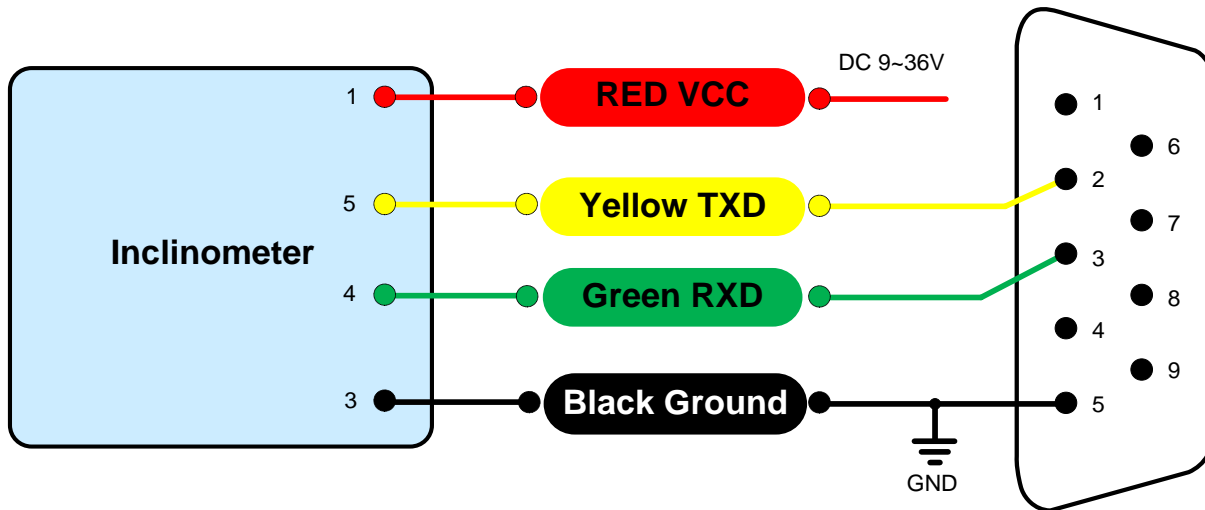 DC 9~36V
1
RED VCC
1
6
5
Yellow TXD
2
7
Inclinometer
3
4
Green RXD
8
4
9
3
Black Ground
5
GND